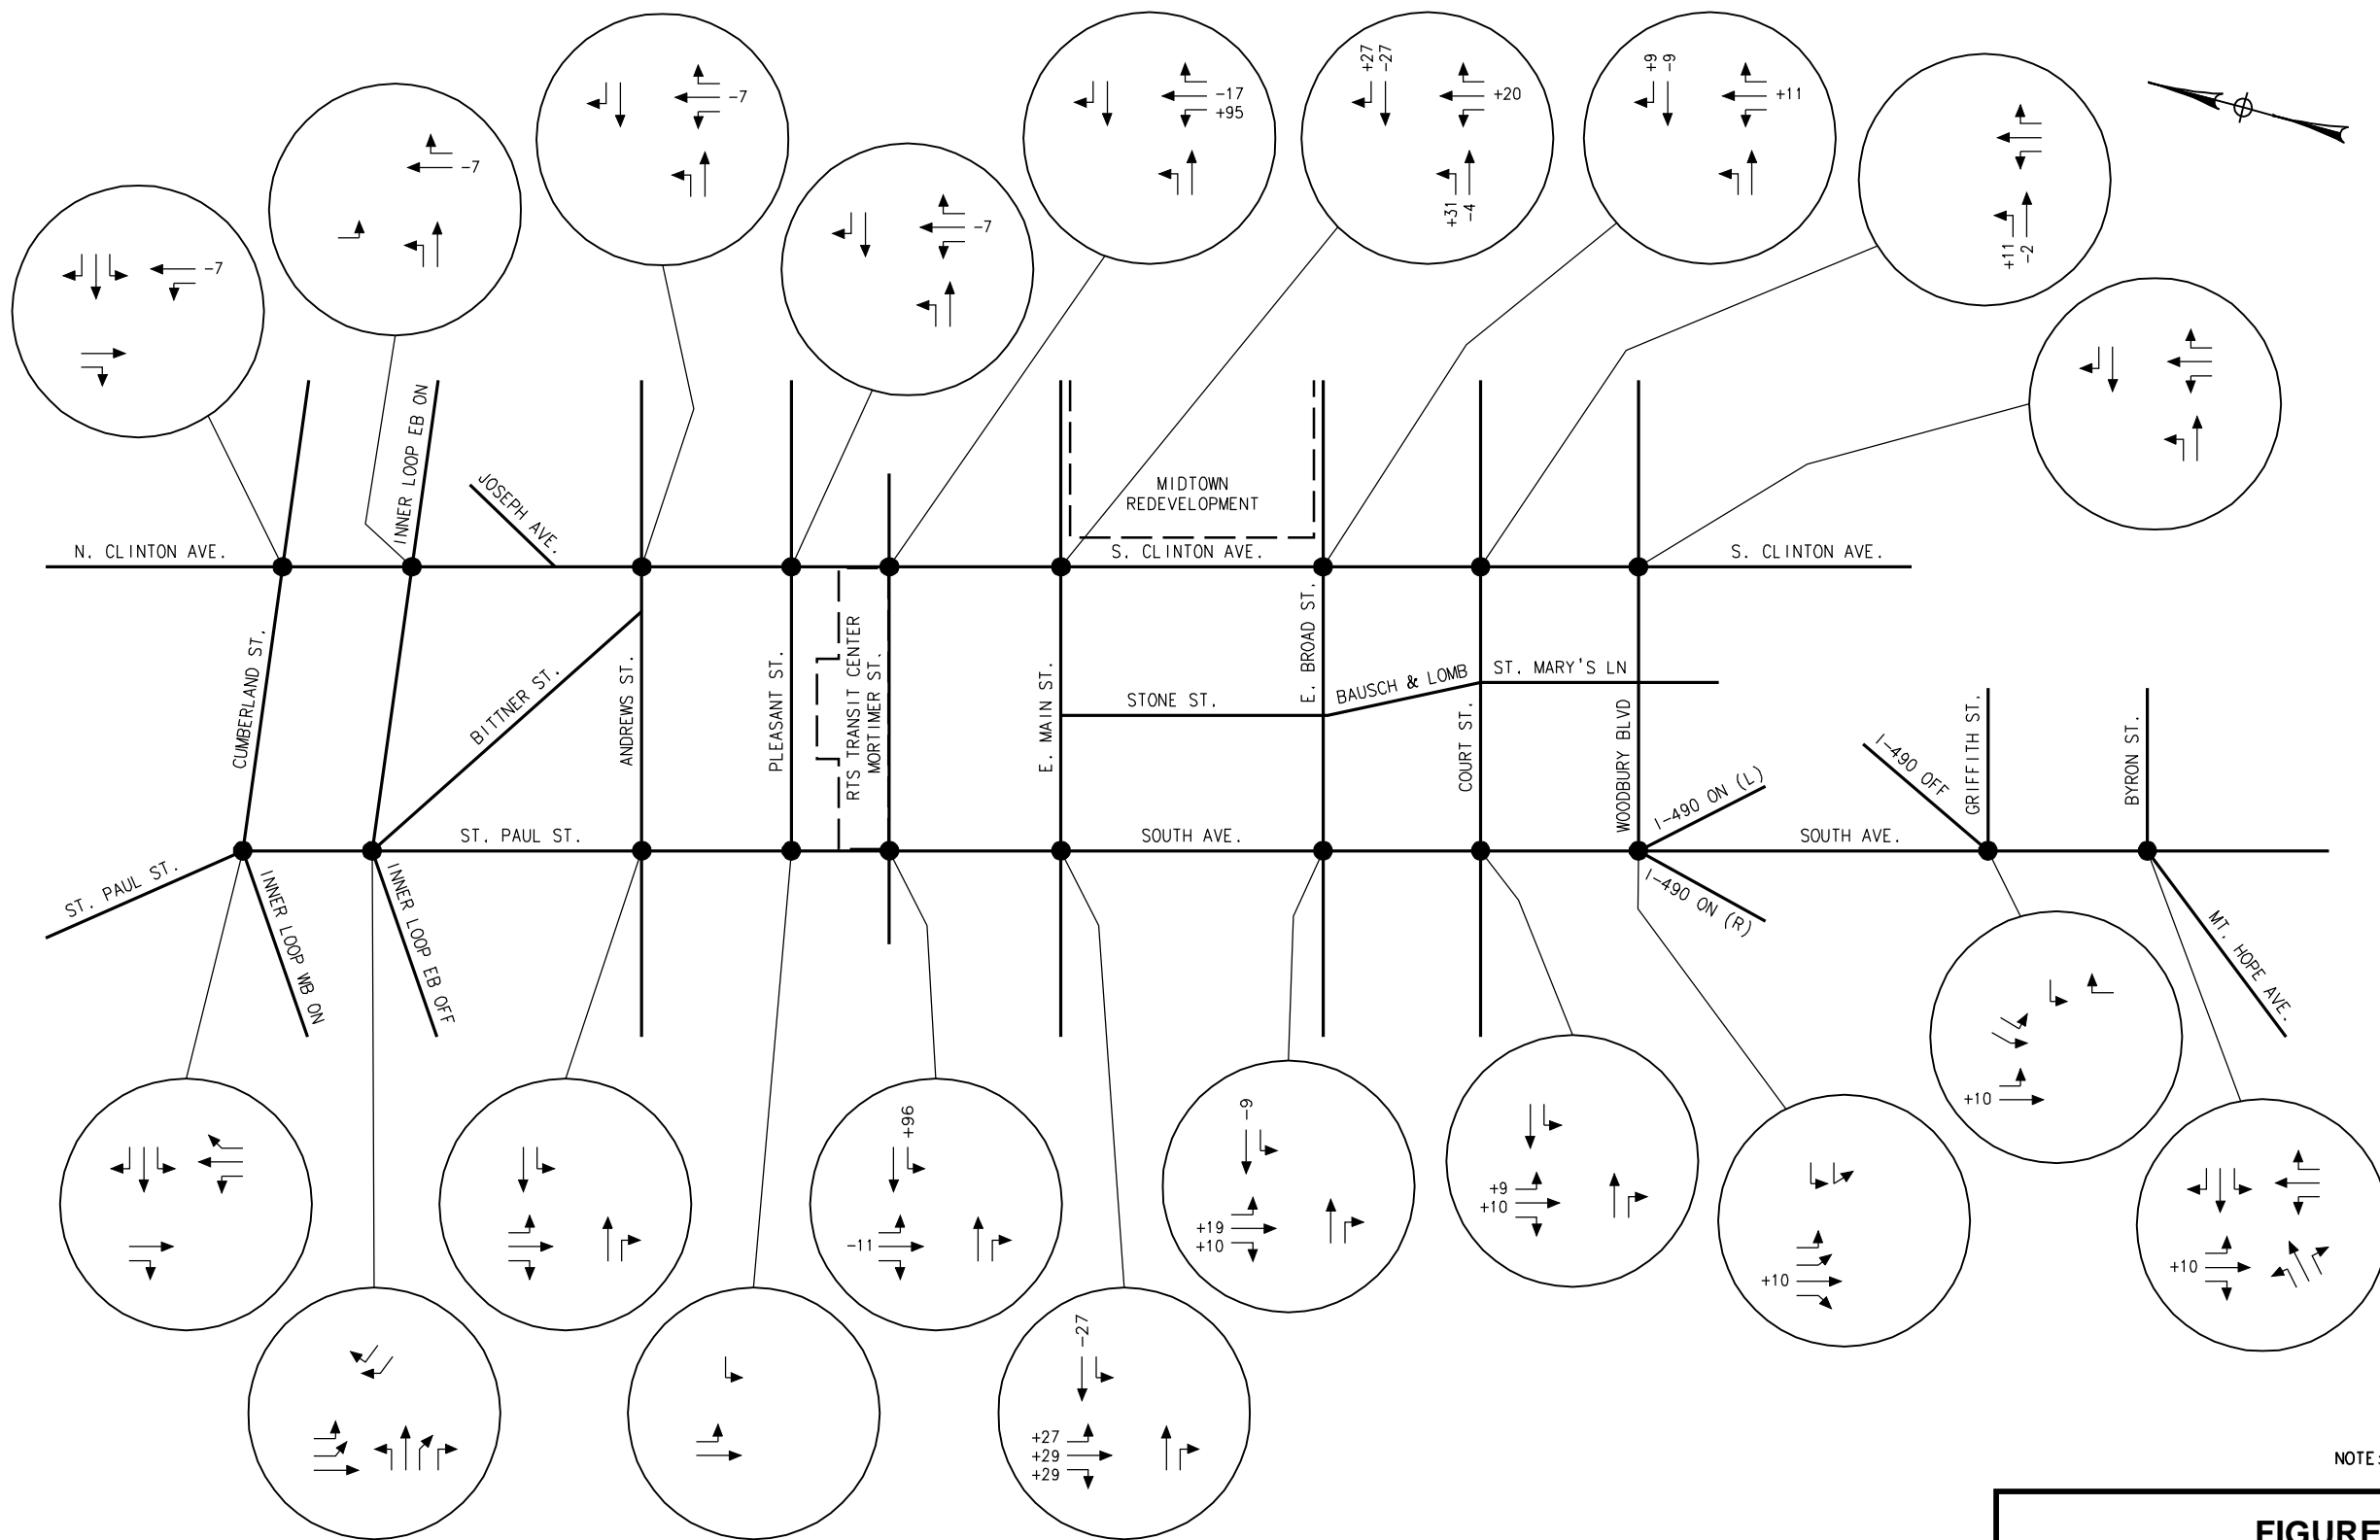 +27
-27
+9
-9
-7
-7
-7
-7
-17
+95
+20
+31
-4
+11
+11
-2
INNER LOOP EB ON
JOSEPH AVE.
MIDTOWN
REDEVELOPMENT
N. CLINTON AVE.
S. CLINTON AVE.
S. CLINTON AVE.
CUMBERLAND ST.
BITTNER ST.
ANDREWS ST.
PLEASANT ST.
RTS TRANSIT CENTER
MORTIMER ST.
E. MAIN ST.
STONE ST.
E. BROAD ST.
BAUSCH & LOMB
ST. MARY'S LN
COURT ST.
WOODBURY BLVD
I-490 ON (L)
I-490 OFF
GRIFFITH ST.
BYRON ST.
ST. PAUL ST.
ST. PAUL ST.
SOUTH AVE.
SOUTH AVE.
INNER LOOP WB ON
INNER LOOP EB OFF
I-490 ON (R)
MT. HOPE AVE.
+96
-11
-9
+19
+10
+9
+10
+10
+10
+10
-27
+27
+29
+29
NOTE:
FIGURE